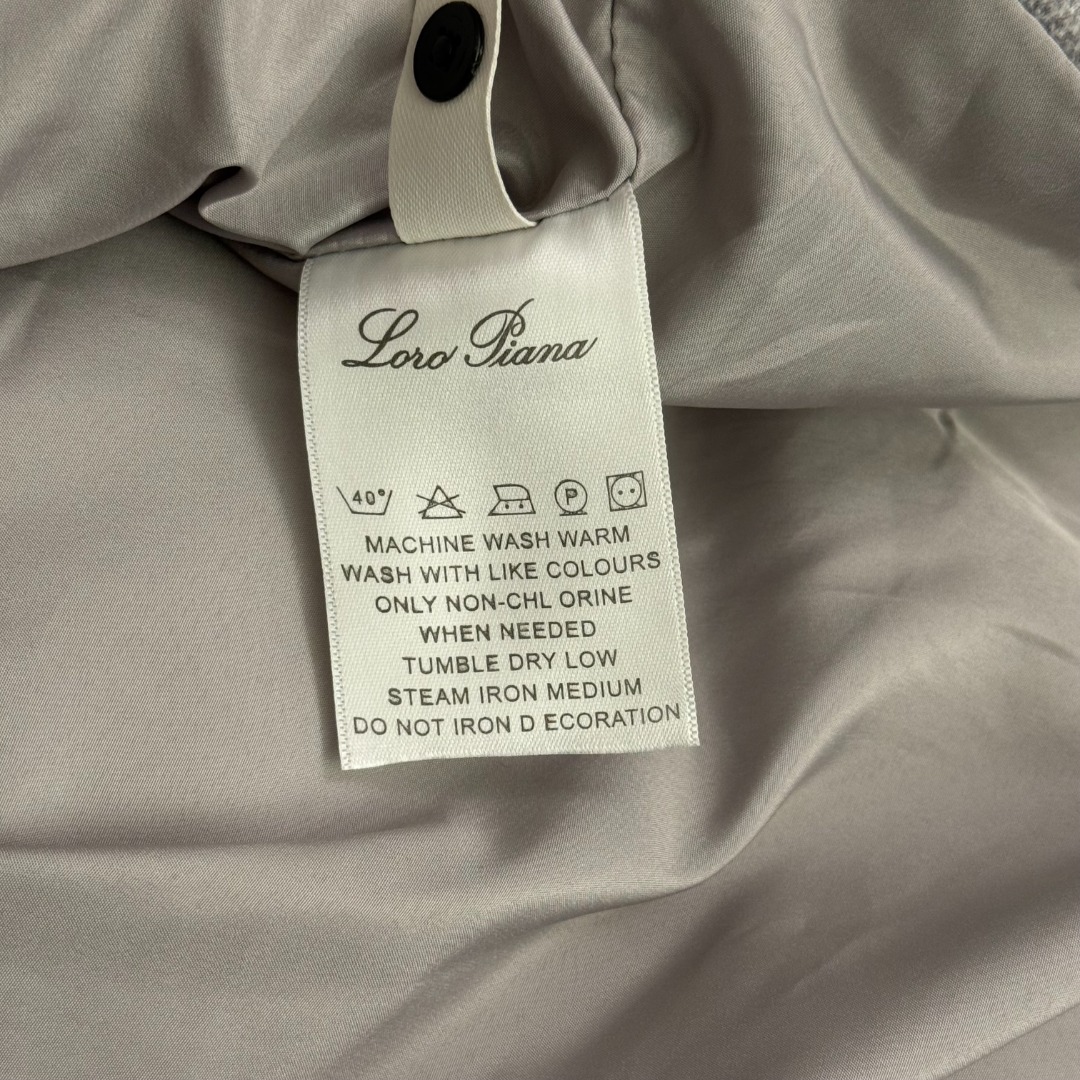 Loro Piana
40° P
MACHINE WASH WARM
WASH WITH LIKE COLOURS
ONLY NON-CHL ORINE
WHEN NEEDED
TUMBLE DRY LOW
STEAM IRON MEDIUM
DO NOT IRON D ECORATION